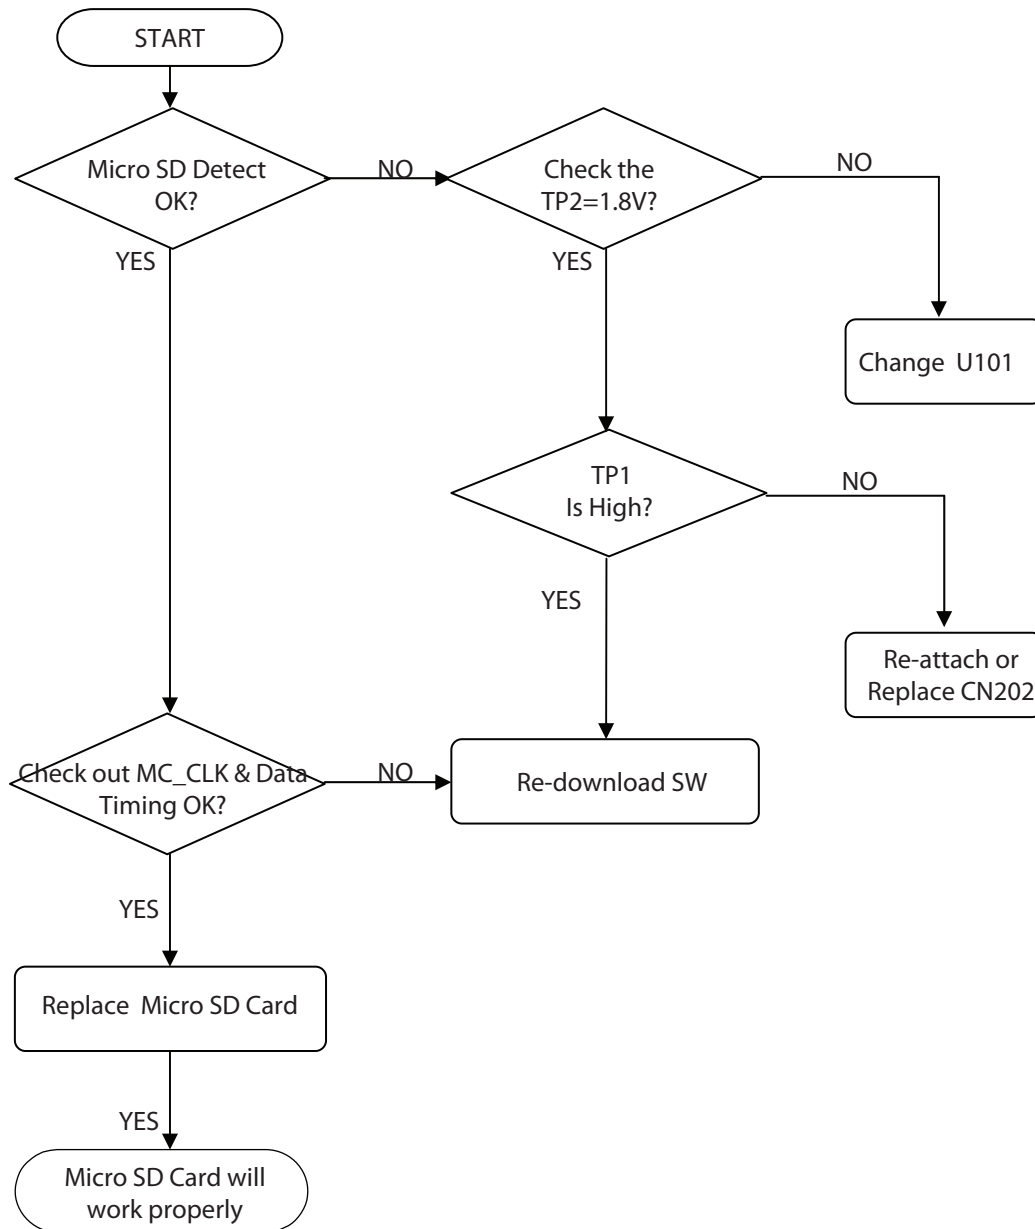 START
Micro SD Detect
OK?
NO
Check the
TP2=1.8V?
NO
YES
YES
Change U101
TP1
Is High?
NO
YES
Re-attach or
Replace CN202
Check out MC_CLK & Data
Timing OK?
NO
Re-download SW
YES
Replace Micro SD Card
YES
Micro SD Card will
work properly